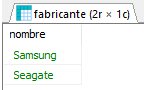 fabricante (2r × 1c)
nombre
Samsung
Seagate